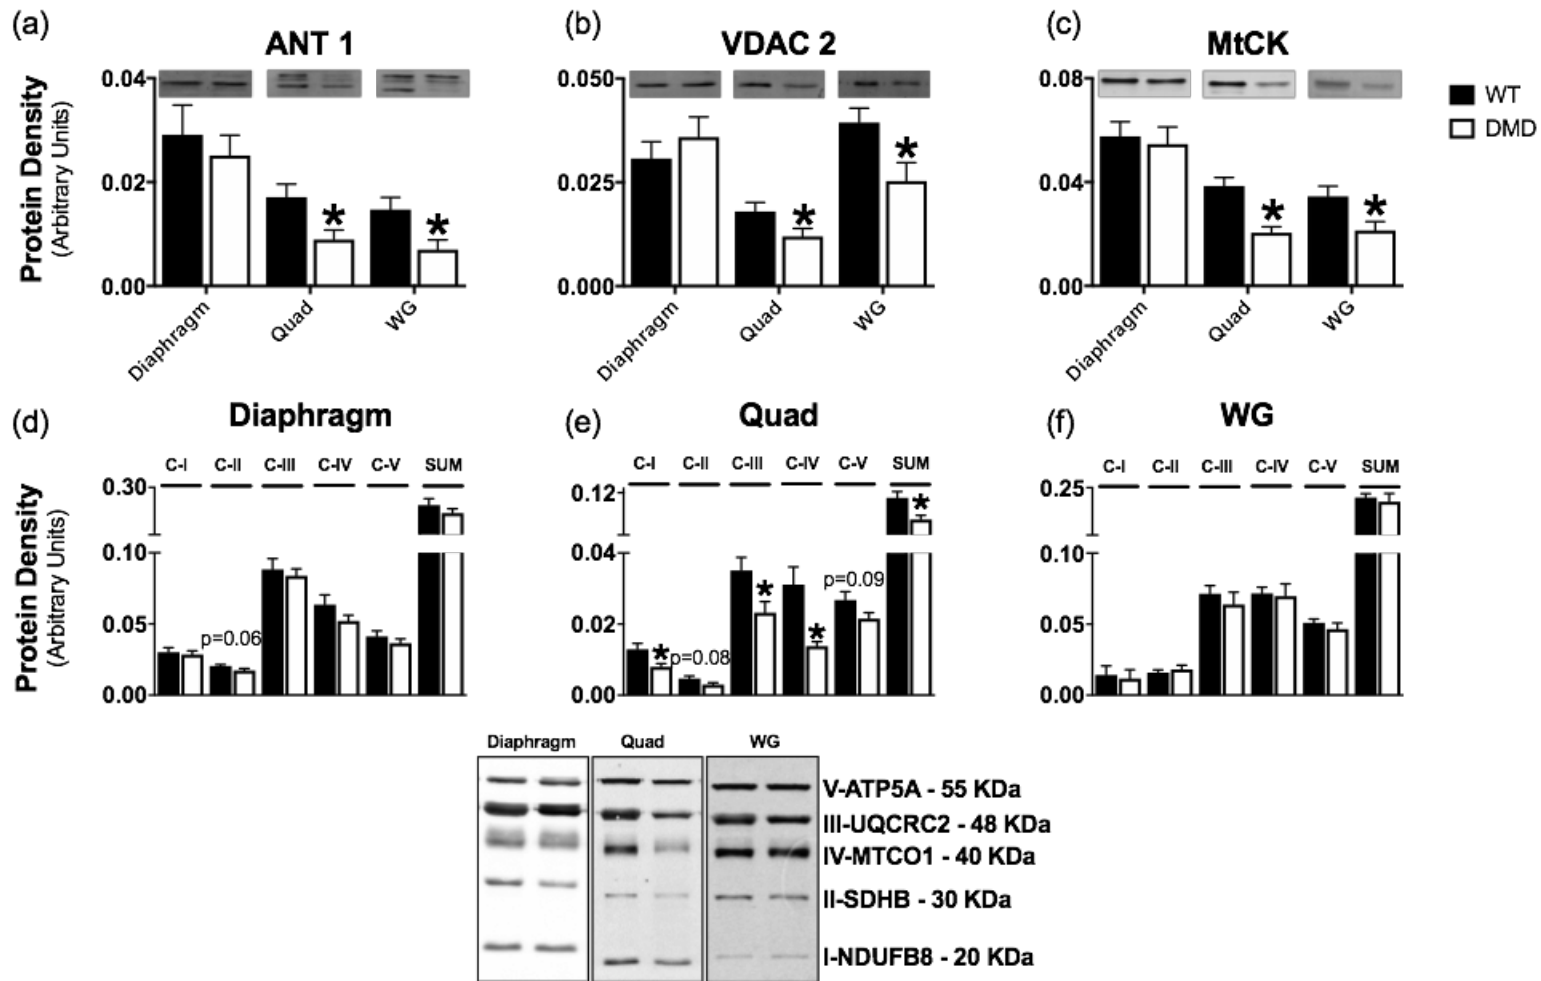 (a)
ANT 1
(b)
VDAC 2
(c)
MtCK
Protein Density
(Arbitrary Units)
0.04
0.02
0.00
Diaphragm
Quad
WG
0.050
0.025
0.000
Diaphragm
Quad
WG
0.08
0.04
0.00
Diaphragm
Quad
WG
*
*
*
*
*
*
WT
DMD
(d)
Diaphragm
(e)
Quad
(f)
WG
Protein Density
(Arbitrary Units)
C-I C-II C-III C-IV C-V SUM
0.30
0.10
0.05
0.00
p=0.06
C-I C-II C-III C-IV C-V SUM
0.12
0.04
0.02
0.00
*
p=0.08
*
*
p=0.09
*
C-I C-II C-III C-IV C-V SUM
0.25
0.10
0.05
0.00
Diaphragm Quad WG
V-ATP5A - 55 KDa
III-UQCRC2 - 48 KDa
IV-MTCO1 - 40 KDa
II-SDHB - 30 KDa
I-NDUFB8 - 20 KDa